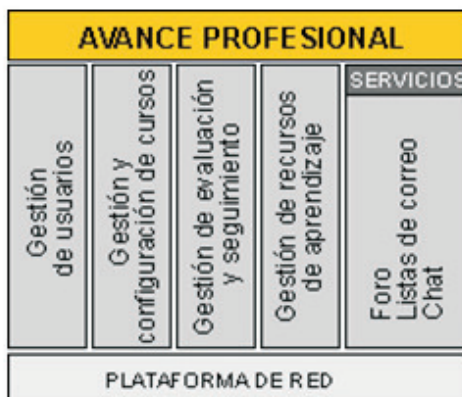 AVANCE PROFESIONAL
Gestión
de usuarios
Gestión y
configuración de cursos
Gestión de evaluación
y seguimiento
Gestión de recursos
de aprendizaje
SERVICIOS
Foro
Listas de correo
Chat
PLATAFORMA DE RED